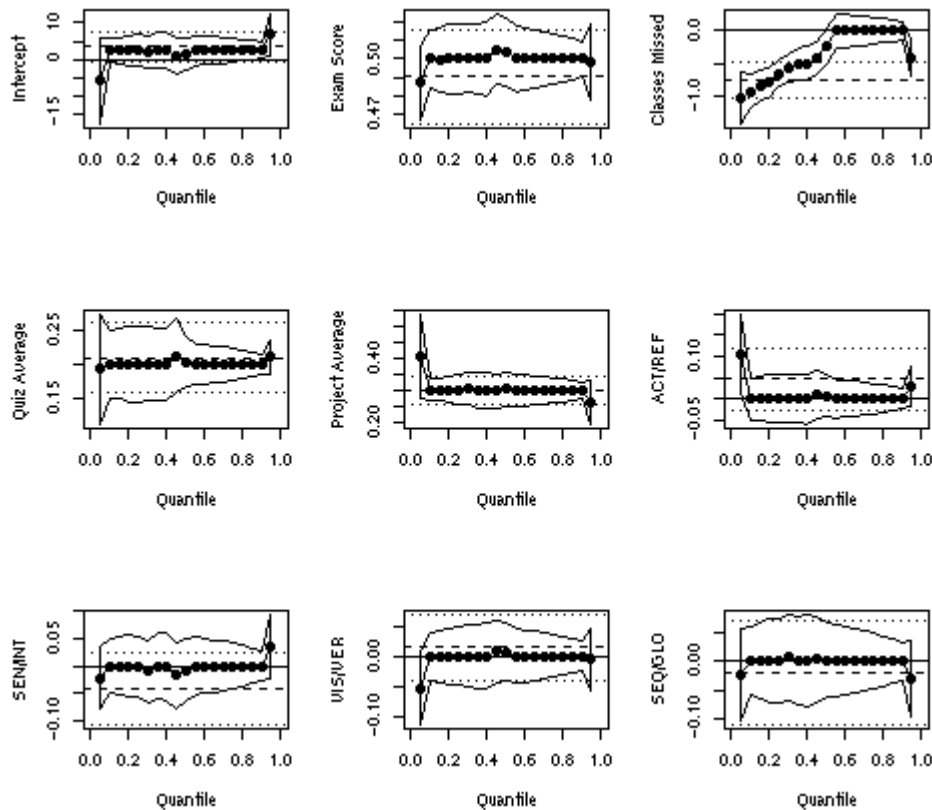 Intercept
10
0
-15
0.0 0.2 0.4 0.6 0.8 1.0
Quantile
Exam Score
0.50
0.47
0.0 0.2 0.4 0.6 0.8 1.0
Quantile
Classes Missed
0.0
-1.0
0.0 0.2 0.4 0.6 0.8 1.0
Quantile
Quiz Average
0.25
0.15
0.0 0.2 0.4 0.6 0.8 1.0
Quantile
Project Average
0.40
0.20
0.0 0.2 0.4 0.6 0.8 1.0
Quantile
ACT/REF
0.10
-0.05
0.0 0.2 0.4 0.6 0.8 1.0
Quantile
SEN/INT
0.05
-0.10
0.0 0.2 0.4 0.6 0.8 1.0
Quantile
VIS/VER
0.00
-0.10
0.0 0.2 0.4 0.6 0.8 1.0
Quantile
SEQ/GLO
0.00
-0.10
0.0 0.2 0.4 0.6 0.8 1.0
Quantile